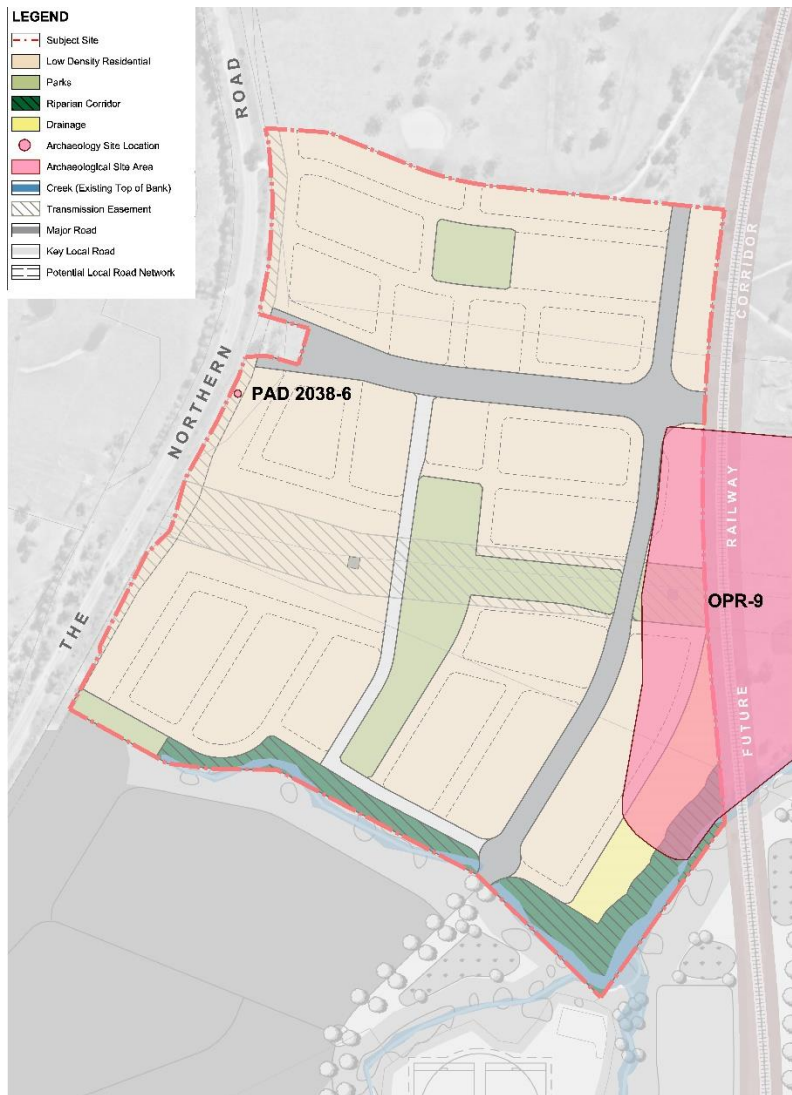 LEGEND
Subject Site
Low Density Residential
Parks
Riparian Corridor
Drainage
Archaeology Site Location
Archaeological Site Area
Creek (Existing Top of Bank)
Transmission Easement
Major Road
Key Local Road
Potential Local Road Network
THE NORTHERN ROAD
PAD 2038-6
OPR-9
FUTURE RAILWAY CORRIDOR